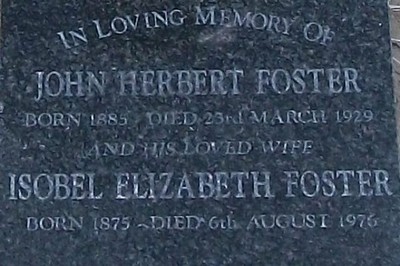 IN LOVING MEMORY OF
JOHN HERBERT FOSTER
BORN 1885 - DIED 23rd MARCH 1929
AND HIS LOVED WIFE
ISOBEL ELIZABETH FOSTER
BORN 1875 - DIED 6th AUGUST 1976